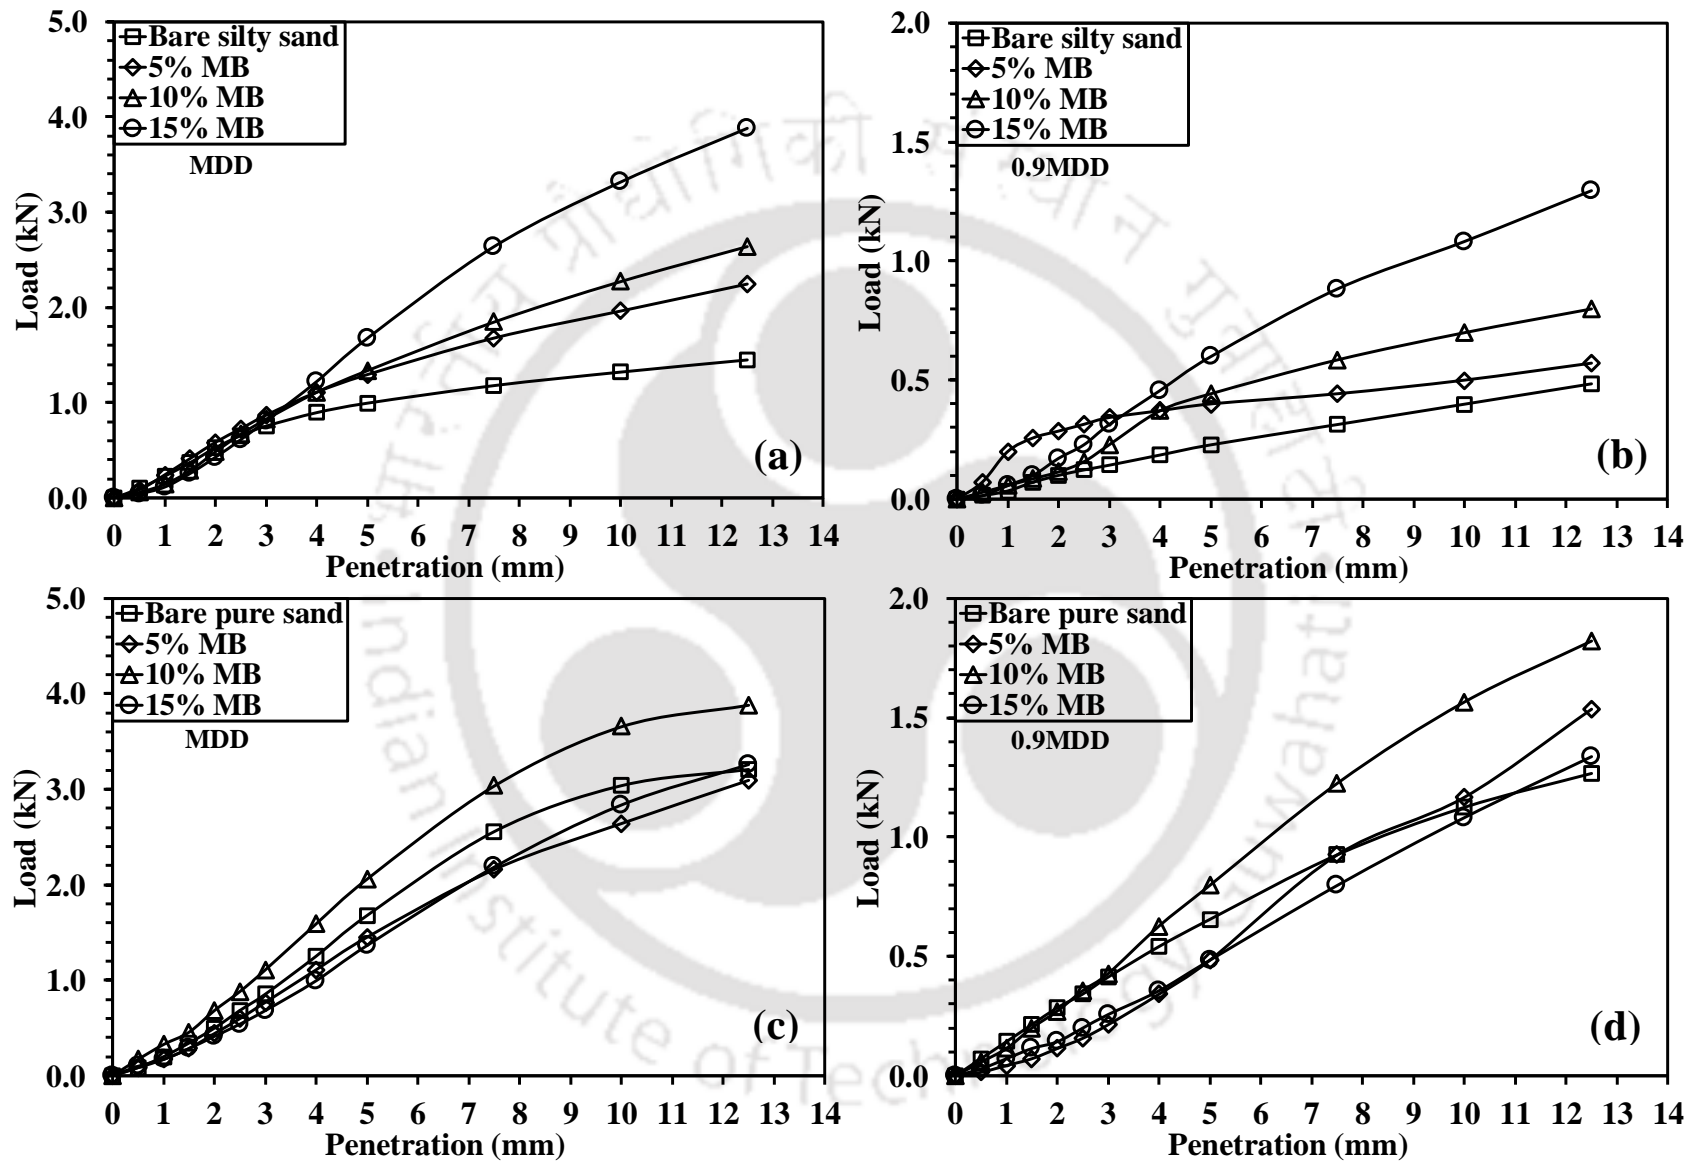 5.0
4.0
3.0
2.0
1.0
0.0
Load (kN)
Bare silty sand
5% MB
10% MB
15% MB
MDD
(a)
0 1 2 3 4 5 6 7 8 9 10 11 12 13 14
Penetration (mm)
2.0
1.5
1.0
0.5
0.0
Load (kN)
Bare silty sand
5% MB
10% MB
15% MB
0.9MDD
(b)
0 1 2 3 4 5 6 7 8 9 10 11 12 13 14
Penetration (mm)
5.0
4.0
3.0
2.0
1.0
0.0
Load (kN)
Bare pure sand
5% MB
10% MB
15% MB
MDD
(c)
0 1 2 3 4 5 6 7 8 9 10 11 12 13 14
Penetration (mm)
2.0
1.5
1.0
0.5
0.0
Load (kN)
Bare pure sand
5% MB
10% MB
15% MB
0.9MDD
(d)
0 1 2 3 4 5 6 7 8 9 10 11 12 13 14
Penetration (mm)
Indian Institute of Technology Guwahati